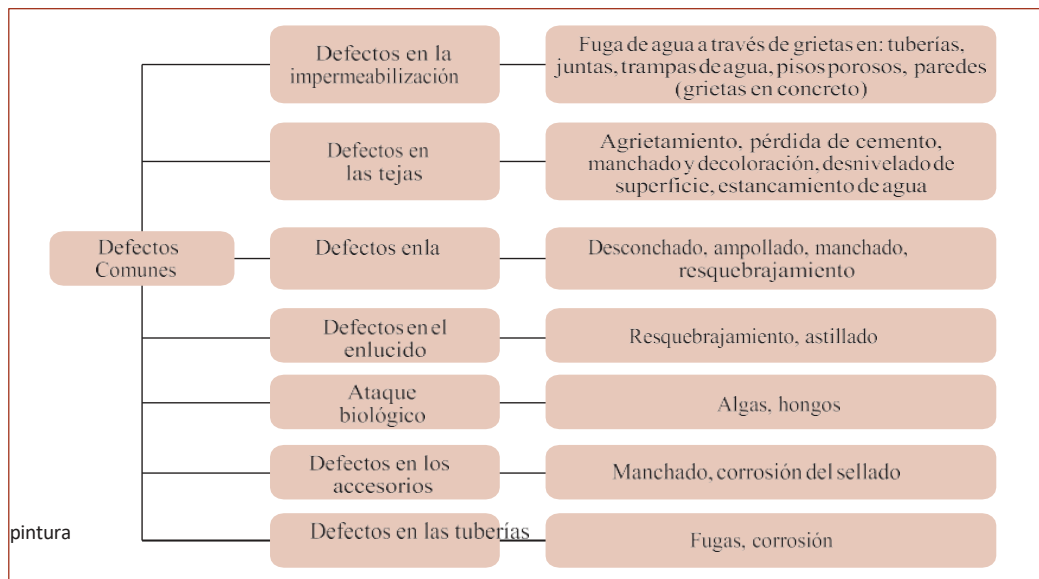 Defectos en la
impermeabilización
Fuga de agua a través de grietas en: tuberías,
juntas, trampas de agua, pisos porosos, paredes
(grietas en concreto)
Defectos en
las tejas
Agrietamiento, pérdida de cemento,
manchado y decoloración, desnivelado de
superficie, estancamiento de agua
Defectos
Comunes
Defectos enla
Desconchado, ampollado, manchado,
resquebrajamiento
Defectos en el
enlucido
Resquebrajamiento, astillado
Ataque
biológico
Algas, hongos
Defectos en los
accesorios
Manchado, corrosión del sellado
pintura
Defectos en las tuberías
Fugas, corrosión